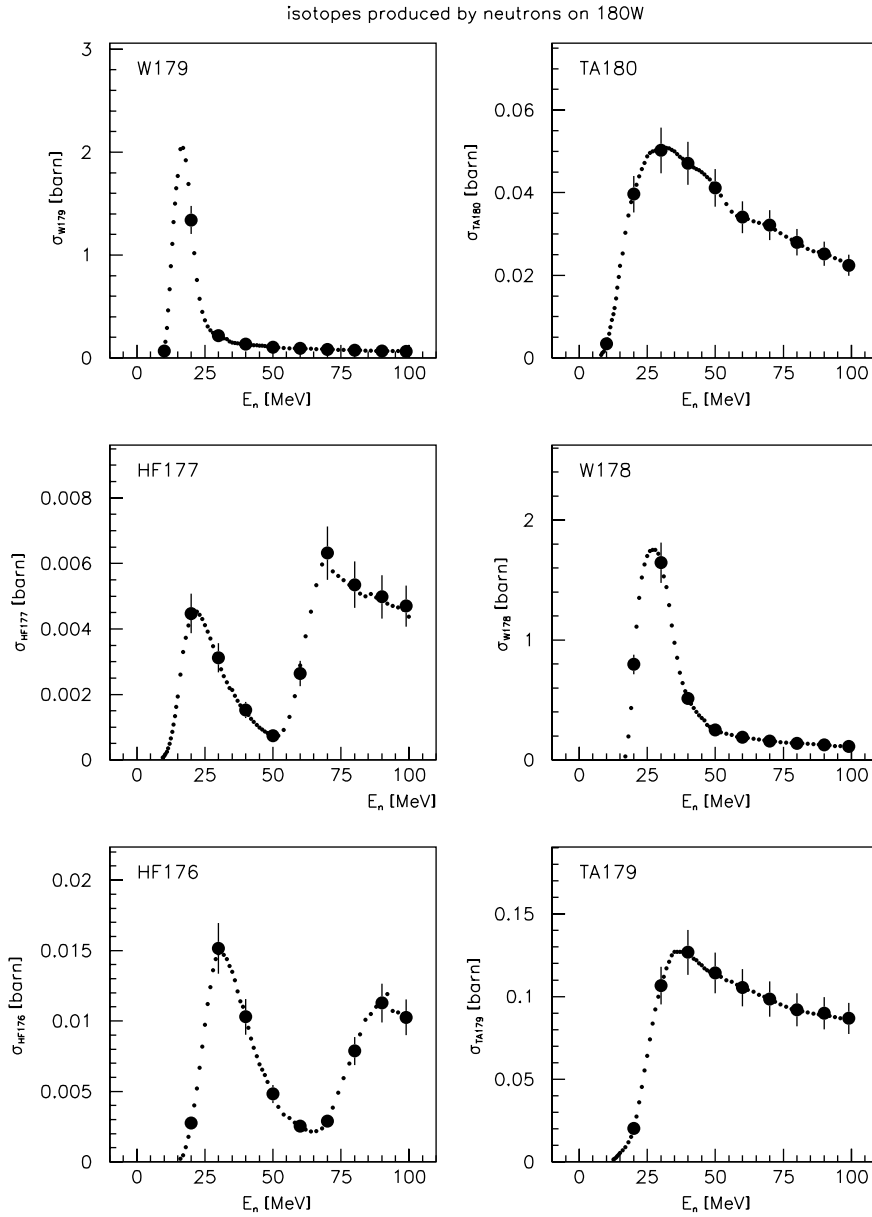 isotopes produced by neutrons on 180W
W179
σW179 [barn]
3
2
1
0
0 25 50 75 100
En [MeV]
TA180
σTA180 [barn]
0.06
0.04
0.02
0
0 25 50 75 100
En [MeV]
HF177
σHF177 [barn]
0.008
0.006
0.004
0.002
0
0 25 50 75 100
En [MeV]
W178
σW178 [barn]
2
1
0
0 25 50 75 100
En [MeV]
HF176
σHF176 [barn]
0.02
0.015
0.01
0.005
0
0 25 50 75 100
En [MeV]
TA179
σTA179 [barn]
0.15
0.1
0.05
0
0 25 50 75 100
En [MeV]